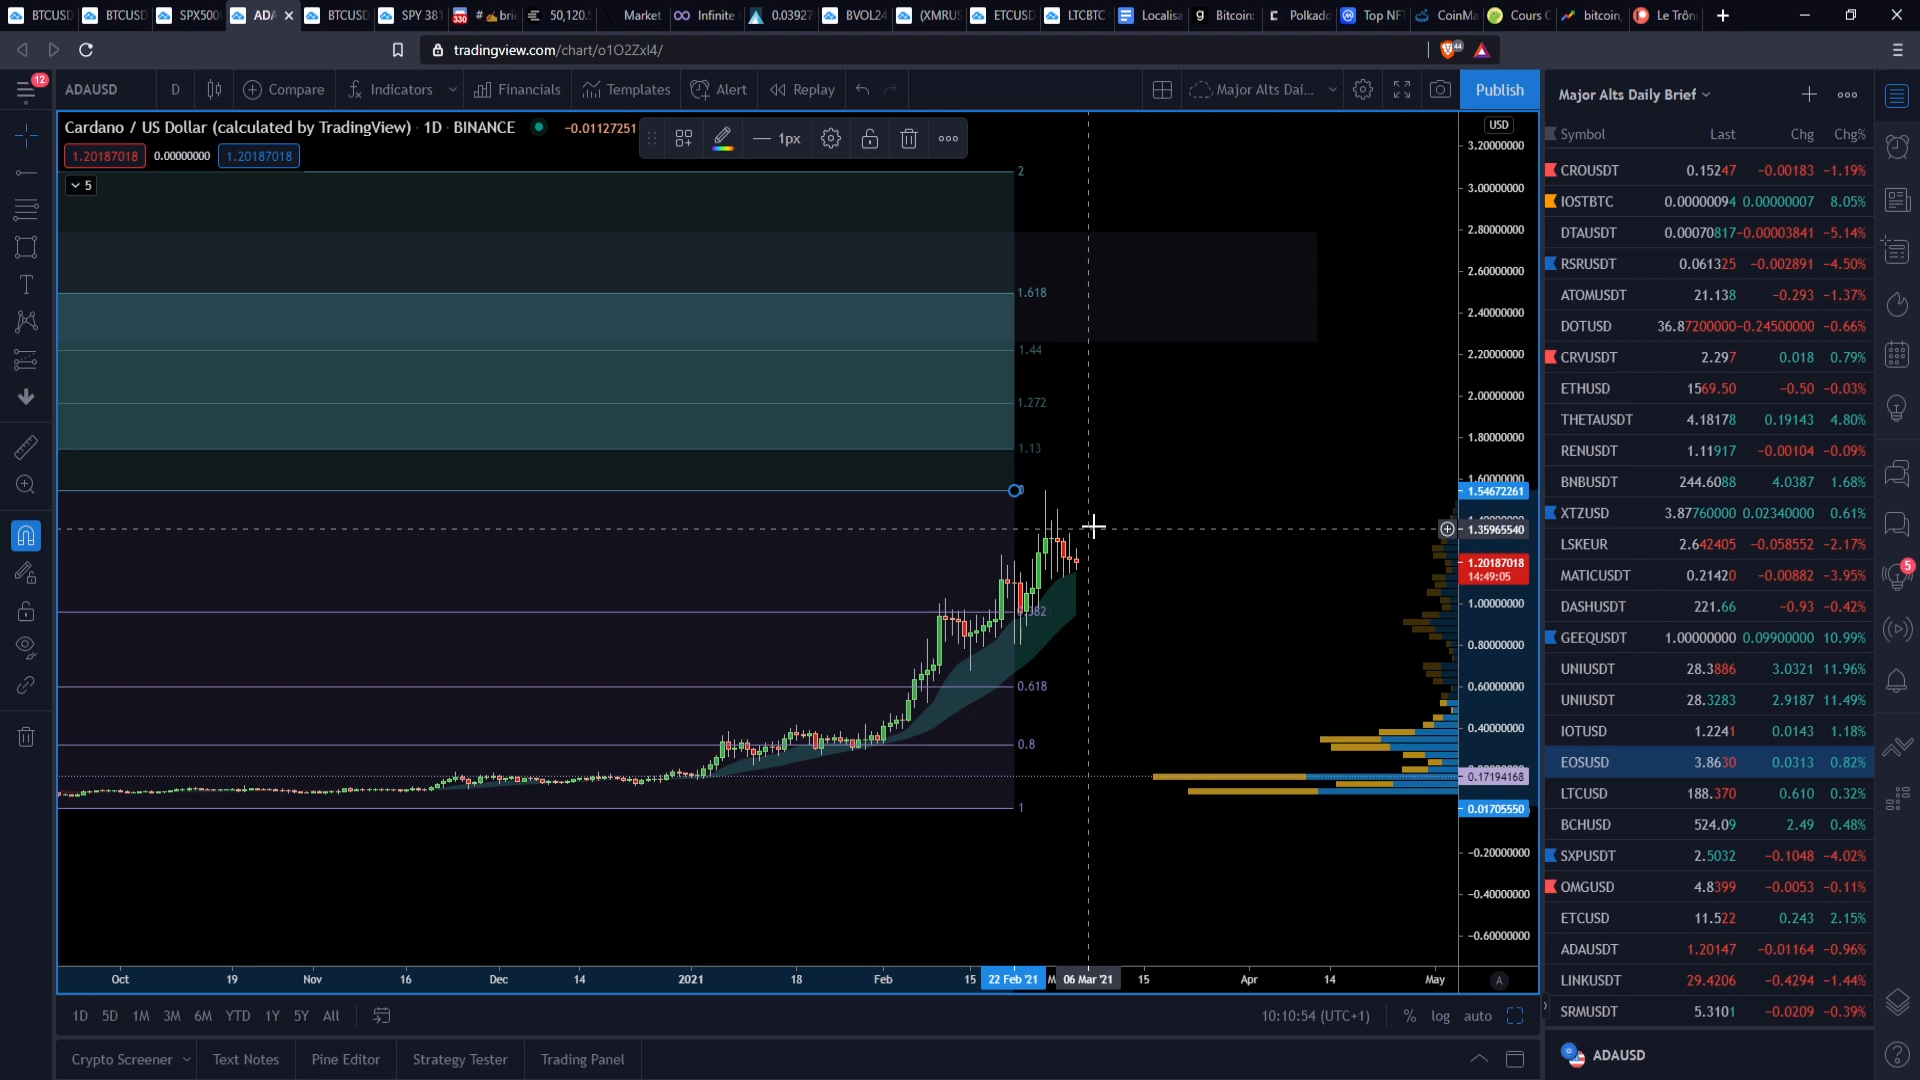 BTCUSD BTCUSD SPX500 ADA BTCUSD SPY 381 # bri 50,120. Market Infinite 0.03927 BVOL24 (XMRUS ETCUSD LTCBTC Localisa Bitcoin Polkado Top NF CoinMa Cours bitcoin, Le Trôn
tradingview.com/chart/o1O2Zxl4/ 44
12 ADAUSD D Compare Indicators Financials Templates Alert Replay Major Alts Dai... Publish Major Alts Daily Brief
Cardano / US Dollar (calculated by TradingView) 1D BINANCE −0.01127251 1px USD
1.20187018 0.00000000 1.20187018
5
Symbol Last Chg Chg%
CROUSDT 0.15247 −0.00183 −1.19%
IOSTBTC 0.00000094 0.00000007 8.05%
DTAUSDT 0.00070817 −0.00003841 −5.14%
RSRUSDT 0.061325 −0.002891 −4.50%
ATOMUSDT 21.138 −0.293 −1.37%
DOTUSD 36.87200000 −0.24500000 −0.66%
CRVUSDT 2.297 0.018 0.79%
ETHUSD 1569.50 −0.50 −0.03%
THETAUSDT 4.18178 0.19143 4.80%
RENUSDT 1.11917 −0.00104 −0.09%
BNBUSDT 244.6088 4.0387 1.68%
XTZUSD 3.87760000 0.02340000 0.61%
LSKEUR 2.642405 −0.058552 −2.17%
MATICUSDT 0.21420 −0.00882 −3.95%
DASHUSDT 221.66 −0.93 −0.42%
GEEQUSDT 1.00000000 0.09900000 10.99%
UNIUSDT 28.3886 3.0321 11.96%
UNIUSDT 28.3283 2.9187 11.49%
IOTUSD 1.2241 0.0143 1.18%
EOSUSD 3.8630 0.0313 0.82%
LTCUSD 188.370 0.610 0.32%
BCHUSD 524.09 2.49 0.48%
SXPUSDT 2.5032 −0.1048 −4.02%
OMGUSD 4.8399 −0.0053 −0.11%
ETCUSD 11.522 0.243 2.15%
ADAUSDT 1.20147 −0.01164 −0.96%
LINKUSDT 29.4206 −0.4294 −1.44%
SRMUSDT 5.3101 −0.0209 −0.39%
ADAUSD
5
2
1.618
1.44
1.272
1.13
0.618
0.8
1
3.20000000
3.00000000
2.80000000
2.60000000
2.40000000
2.20000000
2.00000000
1.80000000
1.60000000
1.54672261
1.35965540
1.20187018
14:49:05
1.00000000
0.80000000
0.60000000
0.40000000
0.17194168
0.01705550
−0.20000000
−0.40000000
−0.60000000
Oct 19 Nov 16 Dec 14 2021 18 Feb 15 22 Feb '21 M 06 Mar '21 15 Apr 14 May A
1D 5D 1M 3M 6M YTD 1Y 5Y All 10:10:54 (UTC+1) % log auto
Crypto Screener Text Notes Pine Editor Strategy Tester Trading Panel